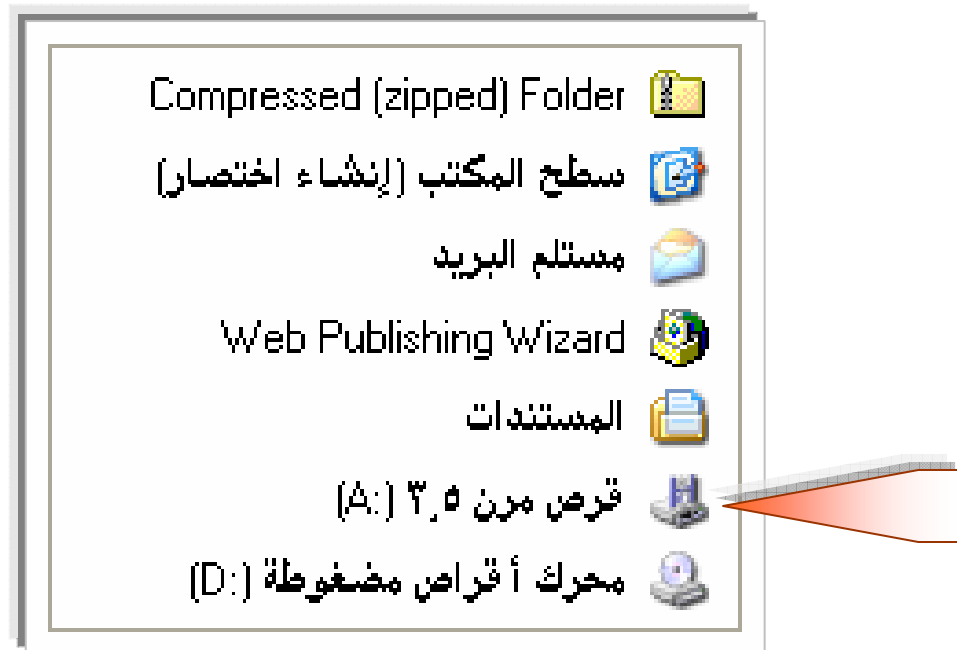 Compressed (zipped) Folder
سطح المكتب (إنشاء اختصار)
مستلم البريد
Web Publishing Wizard
المستندات
قرص مرن ٣,٥ (A:)
محرك أقراص مضغوطة (D:)